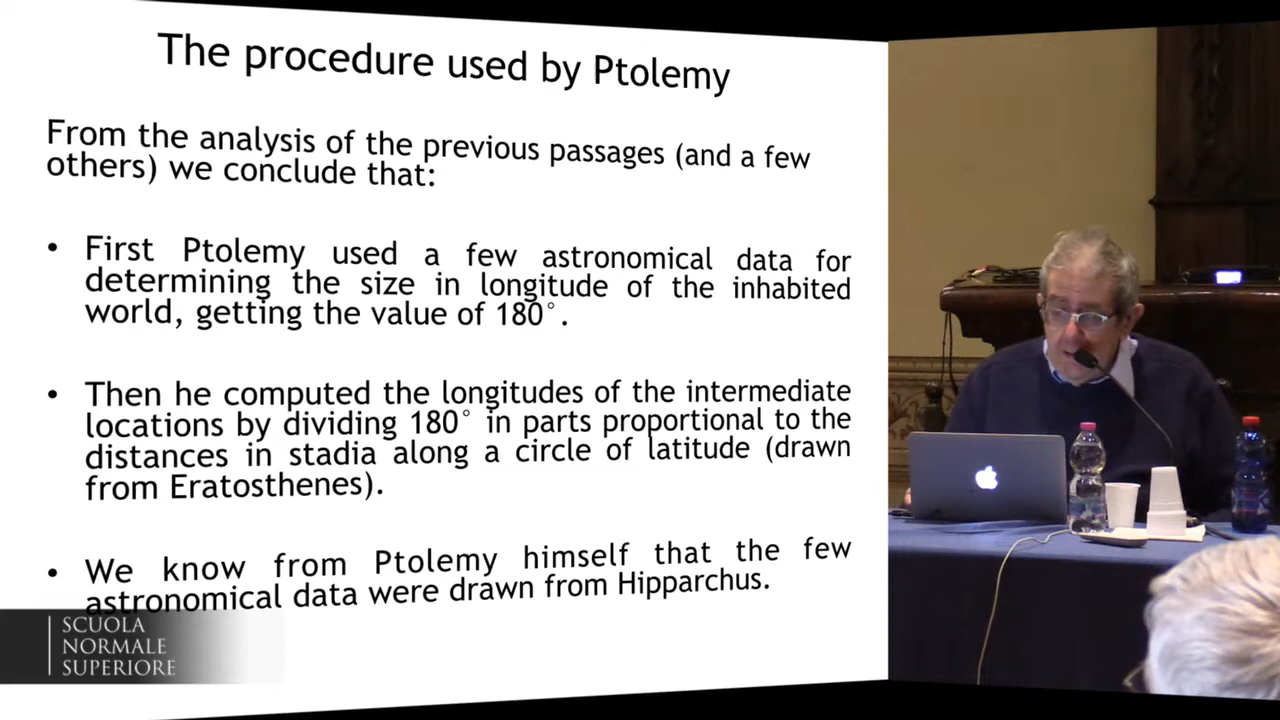 The procedure used by Ptolemy
From the analysis of the previous passages (and a few
others) we conclude that:
• First Ptolemy used a few astronomical data for
determining the size in longitude of the inhabited
world, getting the value of 180°.
• Then he computed the longitudes of the intermediate
locations by dividing 180° in parts proportional to the
distances in stadia along a circle of latitude (drawn
from Eratosthenes).
• We know from Ptolemy himself that the few
astronomical data were drawn from Hipparchus.
SCUOLA
NORMALE
SUPERIORE